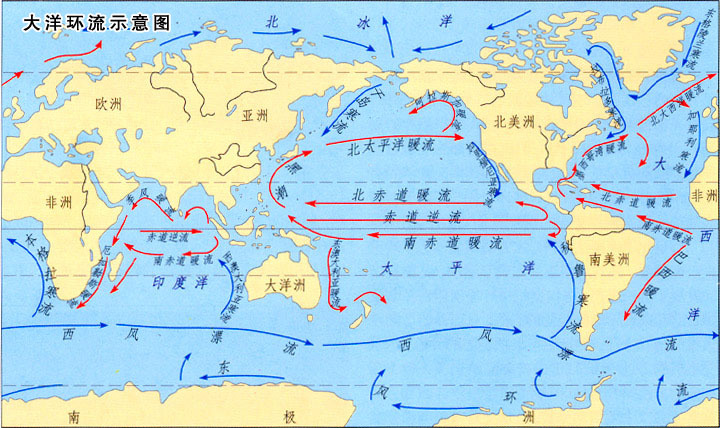 大洋环流示意图
北 冰 洋
东格陵兰寒流
欧洲
亚洲
千岛寒流
阿拉斯加暖流
北美洲
拉布拉多寒流
北大西洋暖流
加那利寒流
北太平洋暖流
黑潮
加利福尼亚寒流
墨西哥湾暖流
大
非洲
季风暖流
北赤道暖流
北赤道暖流
非洲
赤道逆流
赤道逆流
南赤道暖流
南赤道暖流
南赤道暖流
西
本格拉寒流
厄加勒斯暖流
印度洋
西澳大利亚寒流
大洋洲
东澳大利亚暖流
太 平 洋
秘鲁寒流
南美洲
巴西暖流
洋
西 风 漂 流
西 风 漂 流
东 风 环 流
南 极 洲